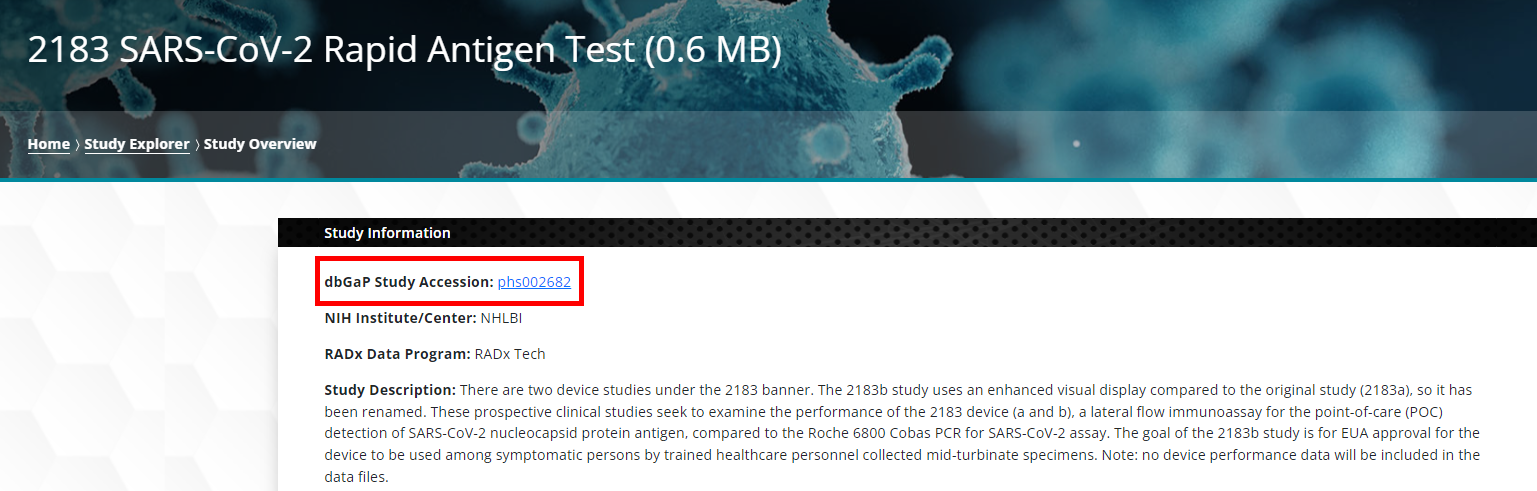 2183 SARS-CoV-2 Rapid Antigen Test (0.6 MB)
Home 〉Study Explorer 〉Study Overview
Study Information
dbGaP Study Accession: phs002682
NIH Institute/Center: NHLBI
RADx Data Program: RADx Tech
Study Description: There are two device studies under the 2183 banner. The 2183b study uses an enhanced visual display compared to the original study (2183a), so it has
been renamed. These prospective clinical studies seek to examine the performance of the 2183 device (a and b), a lateral flow immunoassay for the point-of-care (POC)
detection of SARS-CoV-2 nucleocapsid protein antigen, compared to the Roche 6800 Cobas PCR for SARS-CoV-2 assay. The goal of the 2183b study is for EUA approval for the
device to be used among symptomatic persons by trained healthcare personnel collected mid-turbinate specimens. Note: no device performance data will be included in the
data files.